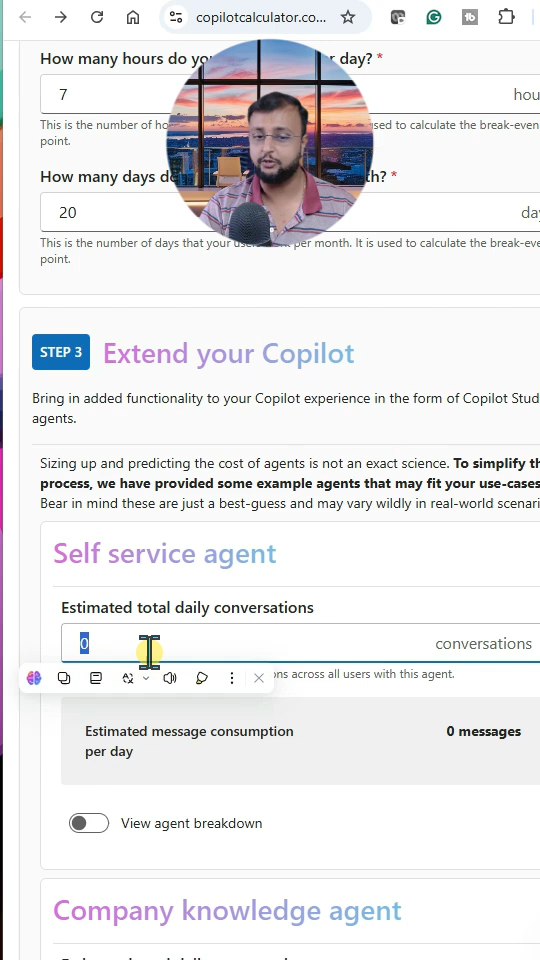 copilotcalculator.co...
How many hours do yo r day? *
7 hou
This is the number of ho used to calculate the break-even
point.
How many days do th? *
20 day
This is the number of days that your users work per month. It is used to calculate the break-eve
point.
STEP 3 Extend your Copilot
Bring in added functionality to your Copilot experience in the form of Copilot Stud
agents.
Sizing up and predicting the cost of agents is not an exact science. To simplify th
process, we have provided some example agents that may fit your use-cases
Bear in mind these are just a best-guess and may vary wildly in real-world scenari
Self service agent
Estimated total daily conversations
0 conversations
ons across all users with this agent.
Estimated message consumption
per day
0 messages
View agent breakdown
Company knowledge agent